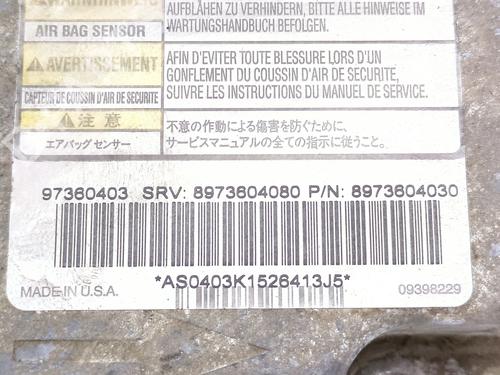 WARNHINWEIS
AUFBLÄHEN ZU VERHINDERN, BITTE ALLE HINWEISE IM
WARTUNGSHANDBUCH BEFOLGEN.
AIR BAG SENSOR
AVERTISSEMENT
AFIN D'EVITER TOUTE BLESSURE LORS D'UN
GONFLEMENT DU COUSSIN D'AIR DE SECURITE,
SUIVRE LES INSTRUCTIONS DU MANUEL DE SERVICE.
CAPTEUR DE COUSSIN D'AIR DE SECURITE
注意
不意の作動による傷害を防ぐために、
サービスマニュアルの全ての指示に従うこと。
エアバッグ センサー
97360403 SRV: 8973604080 P/N: 8973604030
*AS0403K1526413J5*
MADE IN U.S.A.
09398229